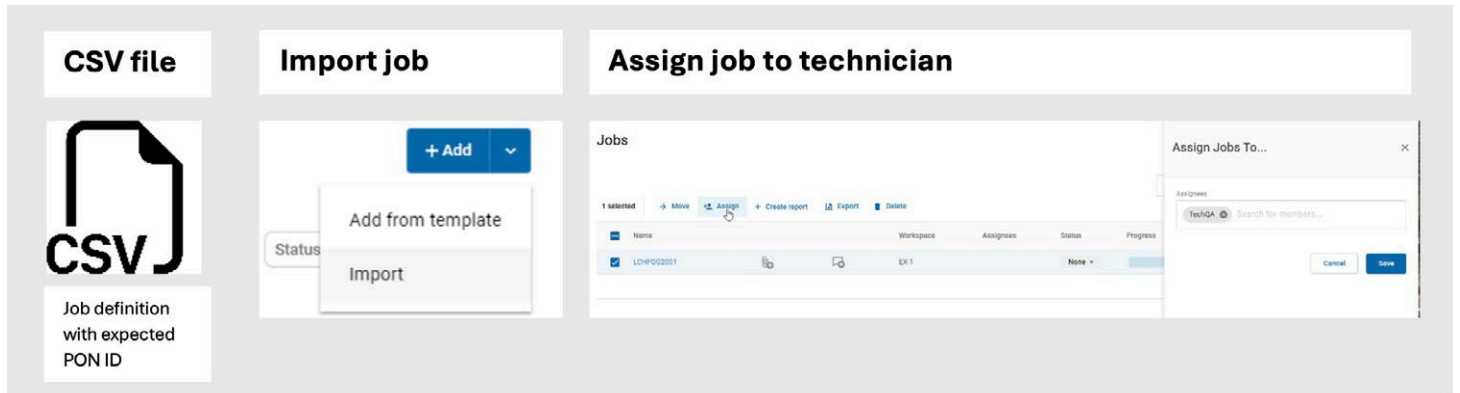 CSV file
Import job
Assign job to technician
CSV
Job definition
with expected
PON ID
+ Add
Add from template
Status
Import
Jobs
1 selected
Move
Assign
+ Create report
Export
Delete
Name
Workspace
Assignees
Status
Progress
LCHFOG2001
EX-1
None
Assign Jobs To...
Assignees
TechQA
Search for members...
Cancel
Save